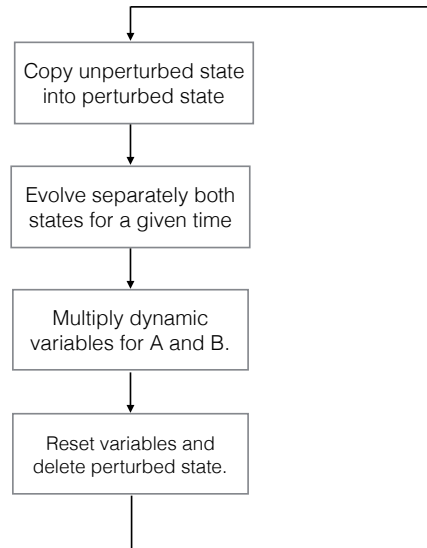 Copy unperturbed state
into perturbed state
Evolve separately both
states for a given time
Multiply dynamic
variables for A and B.
Reset variables and
delete perturbed state.